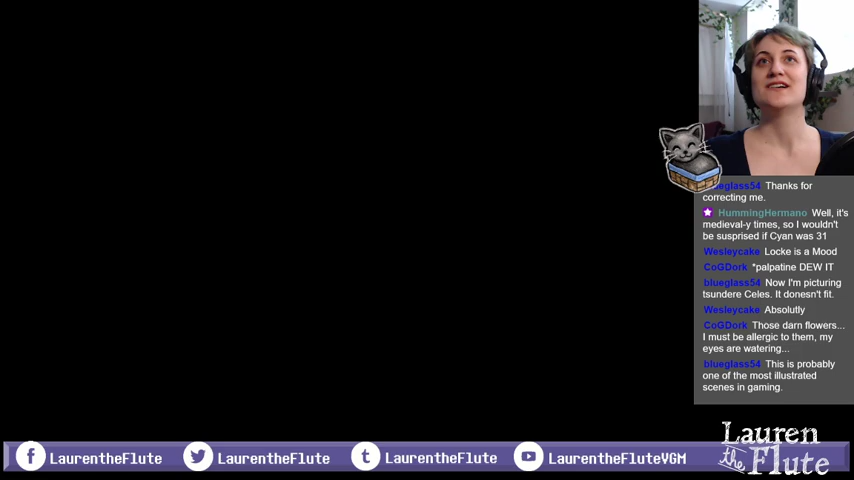 blueglass54 Thanks for
correcting me.
HummingHermano Well, it's
medieval-y times, so I wouldn't
be susprised if Cyan was 31
Wesleycake Locke is a Mood
CoGDork *palpatine DEW IT
blueglass54 Now I'm picturing
tsundere Celes. It donesn't fit.
Wesleycake Absolutly
CoGDork Those darn flowers...
I must be allergic to them, my
eyes are watering...
blueglass54 This is probably
one of the most illustrated
scenes in gaming.
Lauren
the Flute
LaurentheFlute
LaurentheFlute
LaurentheFlute
LaurentheFluteVGM